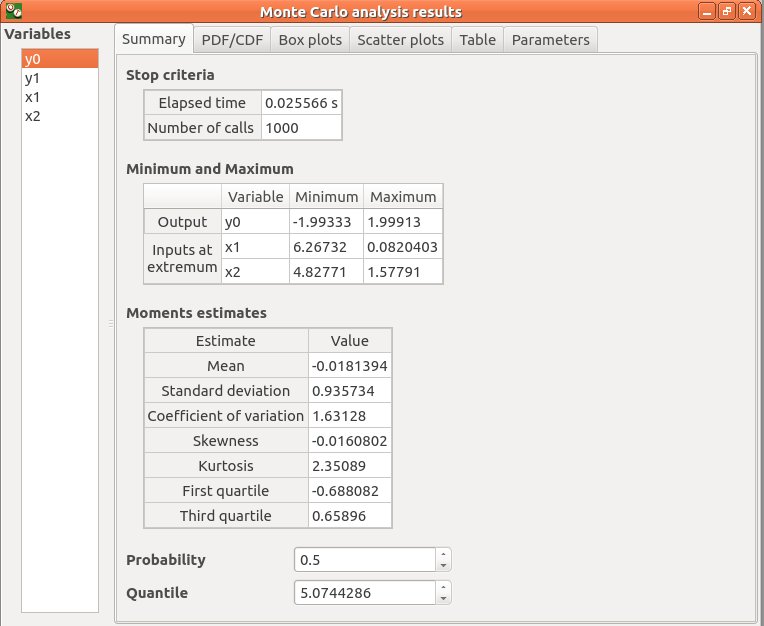 Monte Carlo analysis results
Variables
y0
y1
x1
x2
Summary PDF/CDF Box plots Scatter plots Table Parameters
Stop criteria
Elapsed time 0.025566 s
Number of calls 1000
Minimum and Maximum
Variable Minimum Maximum
Output y0 -1.99333 1.99913
Inputs at extremum x1 6.26732 0.0820403
x2 4.82771 1.57791
Moments estimates
Estimate Value
Mean -0.0181394
Standard deviation 0.935734
Coefficient of variation 1.63128
Skewness -0.0160802
Kurtosis 2.35089
First quartile -0.688082
Third quartile 0.65896
Probability 0.5
Quantile 5.0744286